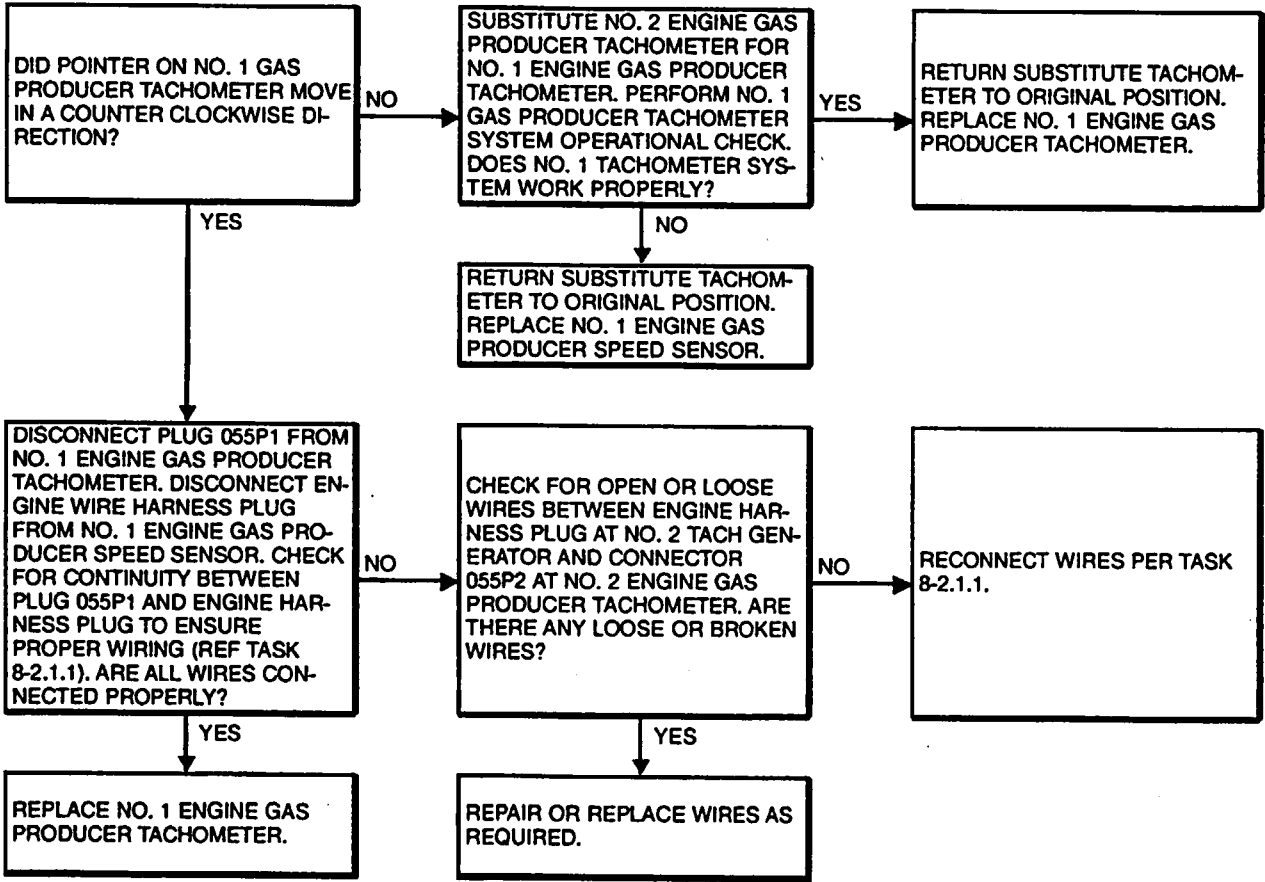 DID POINTER ON NO. 1 GAS
PRODUCER TACHOMETER MOVE
IN A COUNTER CLOCKWISE DI-
RECTION?
NO
SUBSTITUTE NO. 2 ENGINE GAS
PRODUCER TACHOMETER FOR
NO. 1 ENGINE GAS PRODUCER
TACHOMETER. PERFORM NO. 1
GAS PRODUCER TACHOMETER
SYSTEM OPERATIONAL CHECK.
DOES NO. 1 TACHOMETER SYS-
TEM WORK PROPERLY?
YES
RETURN SUBSTITUTE TACHOM-
ETER TO ORIGINAL POSITION.
REPLACE NO. 1 ENGINE GAS
PRODUCER TACHOMETER.
YES
NO
RETURN SUBSTITUTE TACHOM-
ETER TO ORIGINAL POSITION.
REPLACE NO. 1 ENGINE GAS
PRODUCER SPEED SENSOR.
DISCONNECT PLUG 055P1 FROM
NO. 1 ENGINE GAS PRODUCER
TACHOMETER. DISCONNECT EN-
GINE WIRE HARNESS PLUG
FROM NO. 1 ENGINE GAS PRO-
DUCER SPEED SENSOR. CHECK
FOR CONTINUITY BETWEEN
PLUG 055P1 AND ENGINE HAR-
NESS PLUG TO ENSURE
PROPER WIRING (REF TASK
8-2.1.1). ARE ALL WIRES CON-
NECTED PROPERLY?
NO
CHECK FOR OPEN OR LOOSE
WIRES BETWEEN ENGINE HAR-
NESS PLUG AT NO. 2 TACH GEN-
ERATOR AND CONNECTOR
055P2 AT NO. 2 ENGINE GAS
PRODUCER TACHOMETER. ARE
THERE ANY LOOSE OR BROKEN
WIRES?
NO
RECONNECT WIRES PER TASK
8-2.1.1.
YES
YES
REPLACE NO. 1 ENGINE GAS
PRODUCER TACHOMETER.
REPAIR OR REPLACE WIRES AS
REQUIRED.